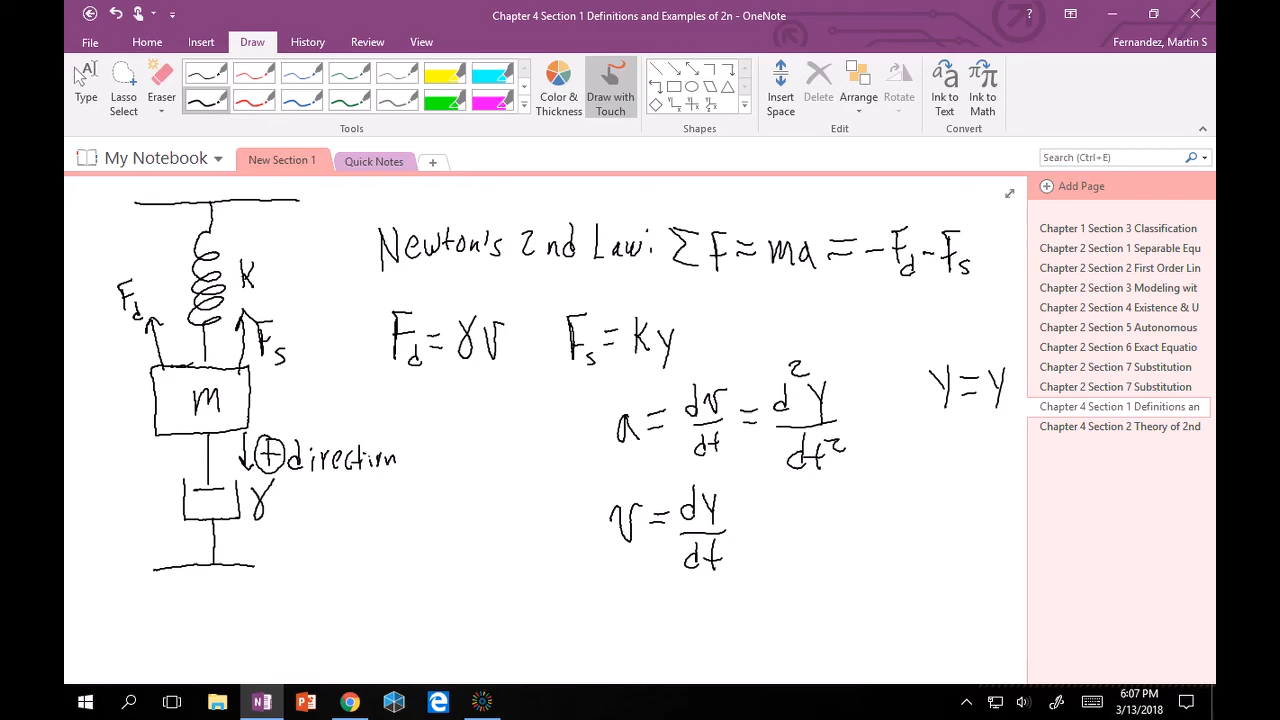 Chapter 4 Section 1 Definitions and Examples of 2n - OneNote
?
File Home Insert Draw History Review View
Fernandez, Martin S
Type
Lasso Select
Eraser
Color & Thickness
Draw with Touch
Insert Space
Delete
Arrange
Rotate
Ink to Text
Ink to Math
Tools
Shapes
Edit
Convert
My Notebook
New Section 1
Quick Notes
+
Search (Ctrl+E)
Add Page
Chapter 1 Section 3 Classification
Chapter 2 Section 1 Separable Equ
Chapter 2 Section 2 First Order Lin
Chapter 2 Section 3 Modeling wit
Chapter 2 Section 4 Existence & U
Chapter 2 Section 5 Autonomous
Chapter 2 Section 6 Exact Equatio
Chapter 2 Section 7 Substitution
Chapter 2 Section 7 Substitution
Chapter 4 Section 1 Definitions an
Chapter 4 Section 2 Theory of 2nd
Newton's 2nd Law: ΣF = ma = -F_d - F_s
K
F_d
F_s
F_d = γv F_s = Ky
m
a = dv/dt = d²y/dt²
y = y
+ direction
γ
v = dy/dt
6:07 PM
3/13/2018